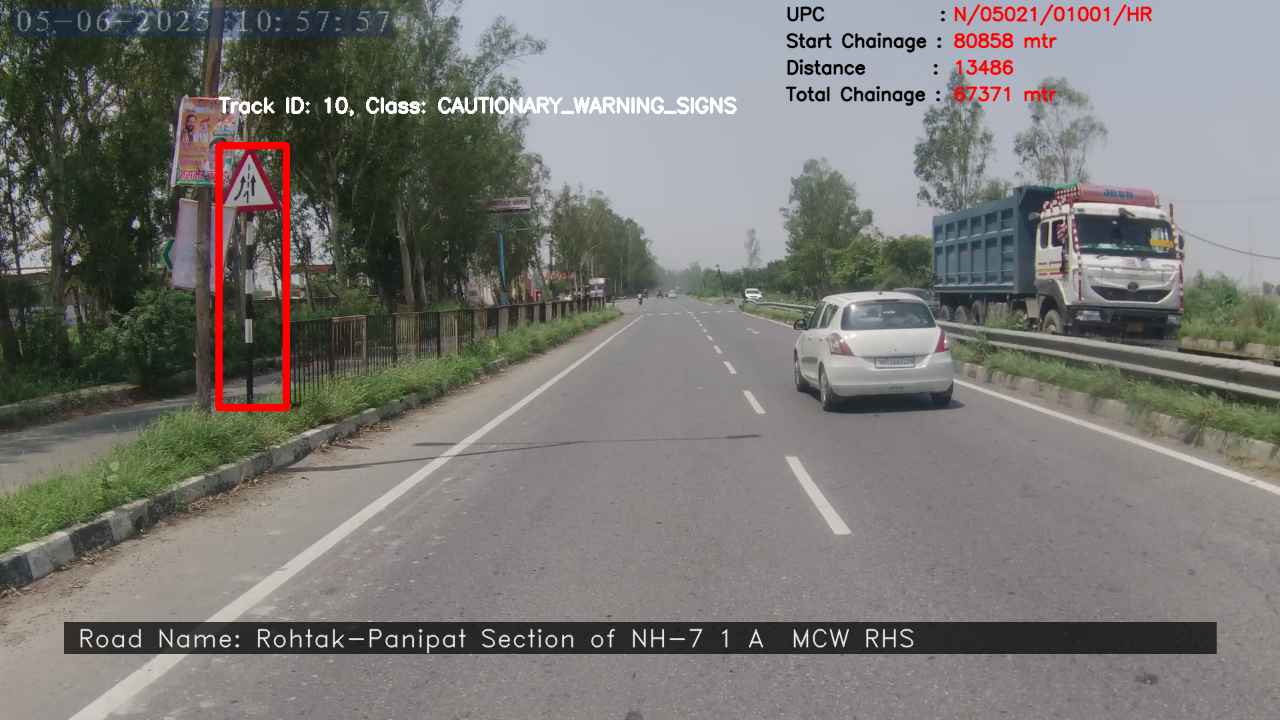 05-06-2025 10:57:57
UPC : N/05021/01001/HR
Start Chainage : 80858 mtr
Distance : 13486
Total Chainage : 67371 mtr
Track ID: 10, Class: CAUTIONARY_WARNING_SIGNS
Road Name: Rohtak-Panipat Section of NH-7 1 A MCW RHS